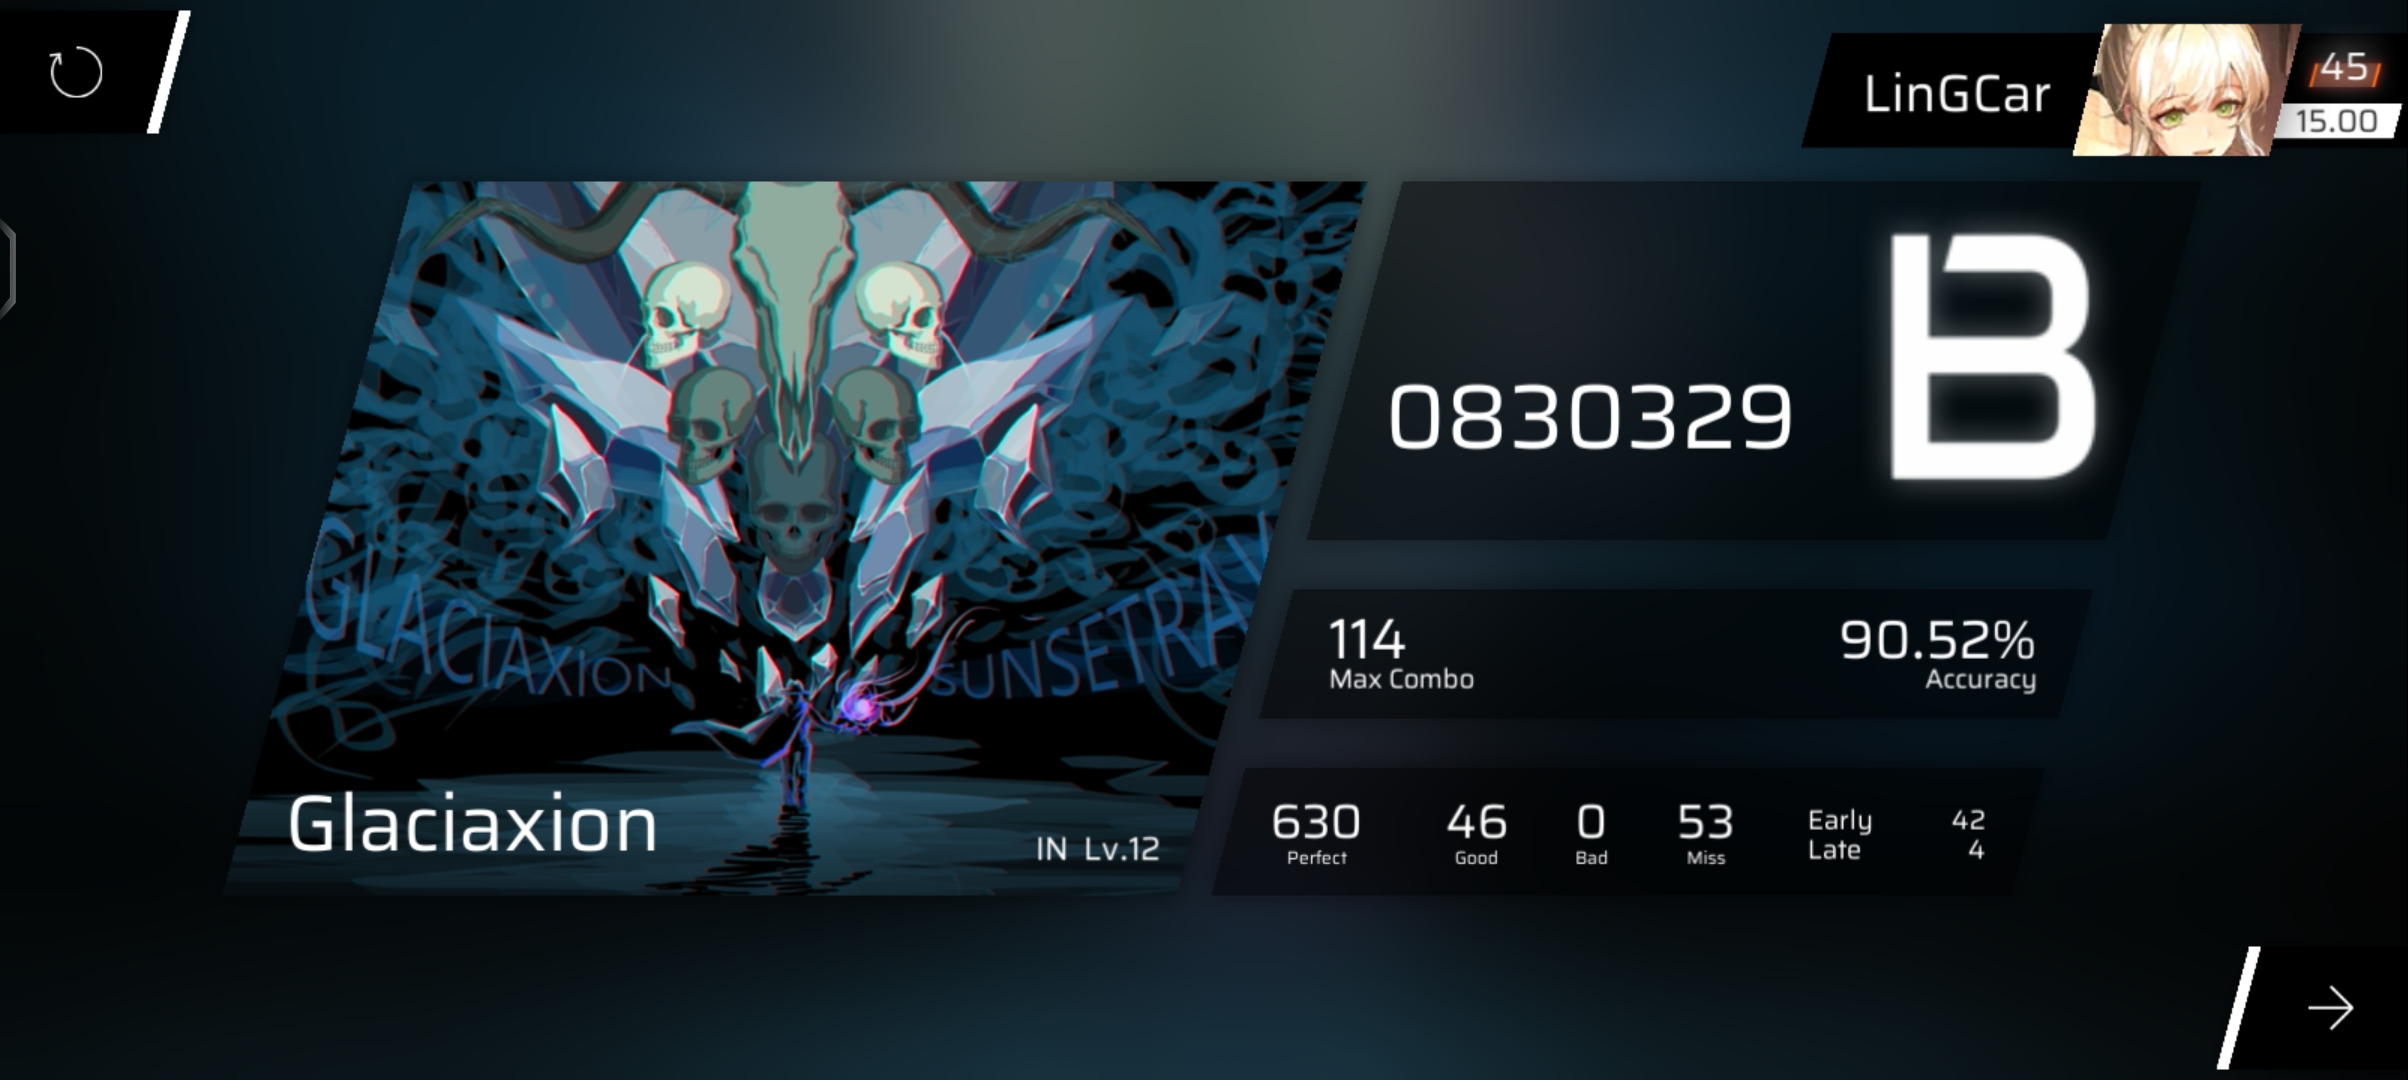 LinGCar
45
15.00
0830329
B
GLACIAXION
SUNSETRAY
114
Max Combo
90.52%
Accuracy
Glaciaxion
IN Lv.12
630
Perfect
46
Good
0
Bad
53
Miss
Early 42
Late 4